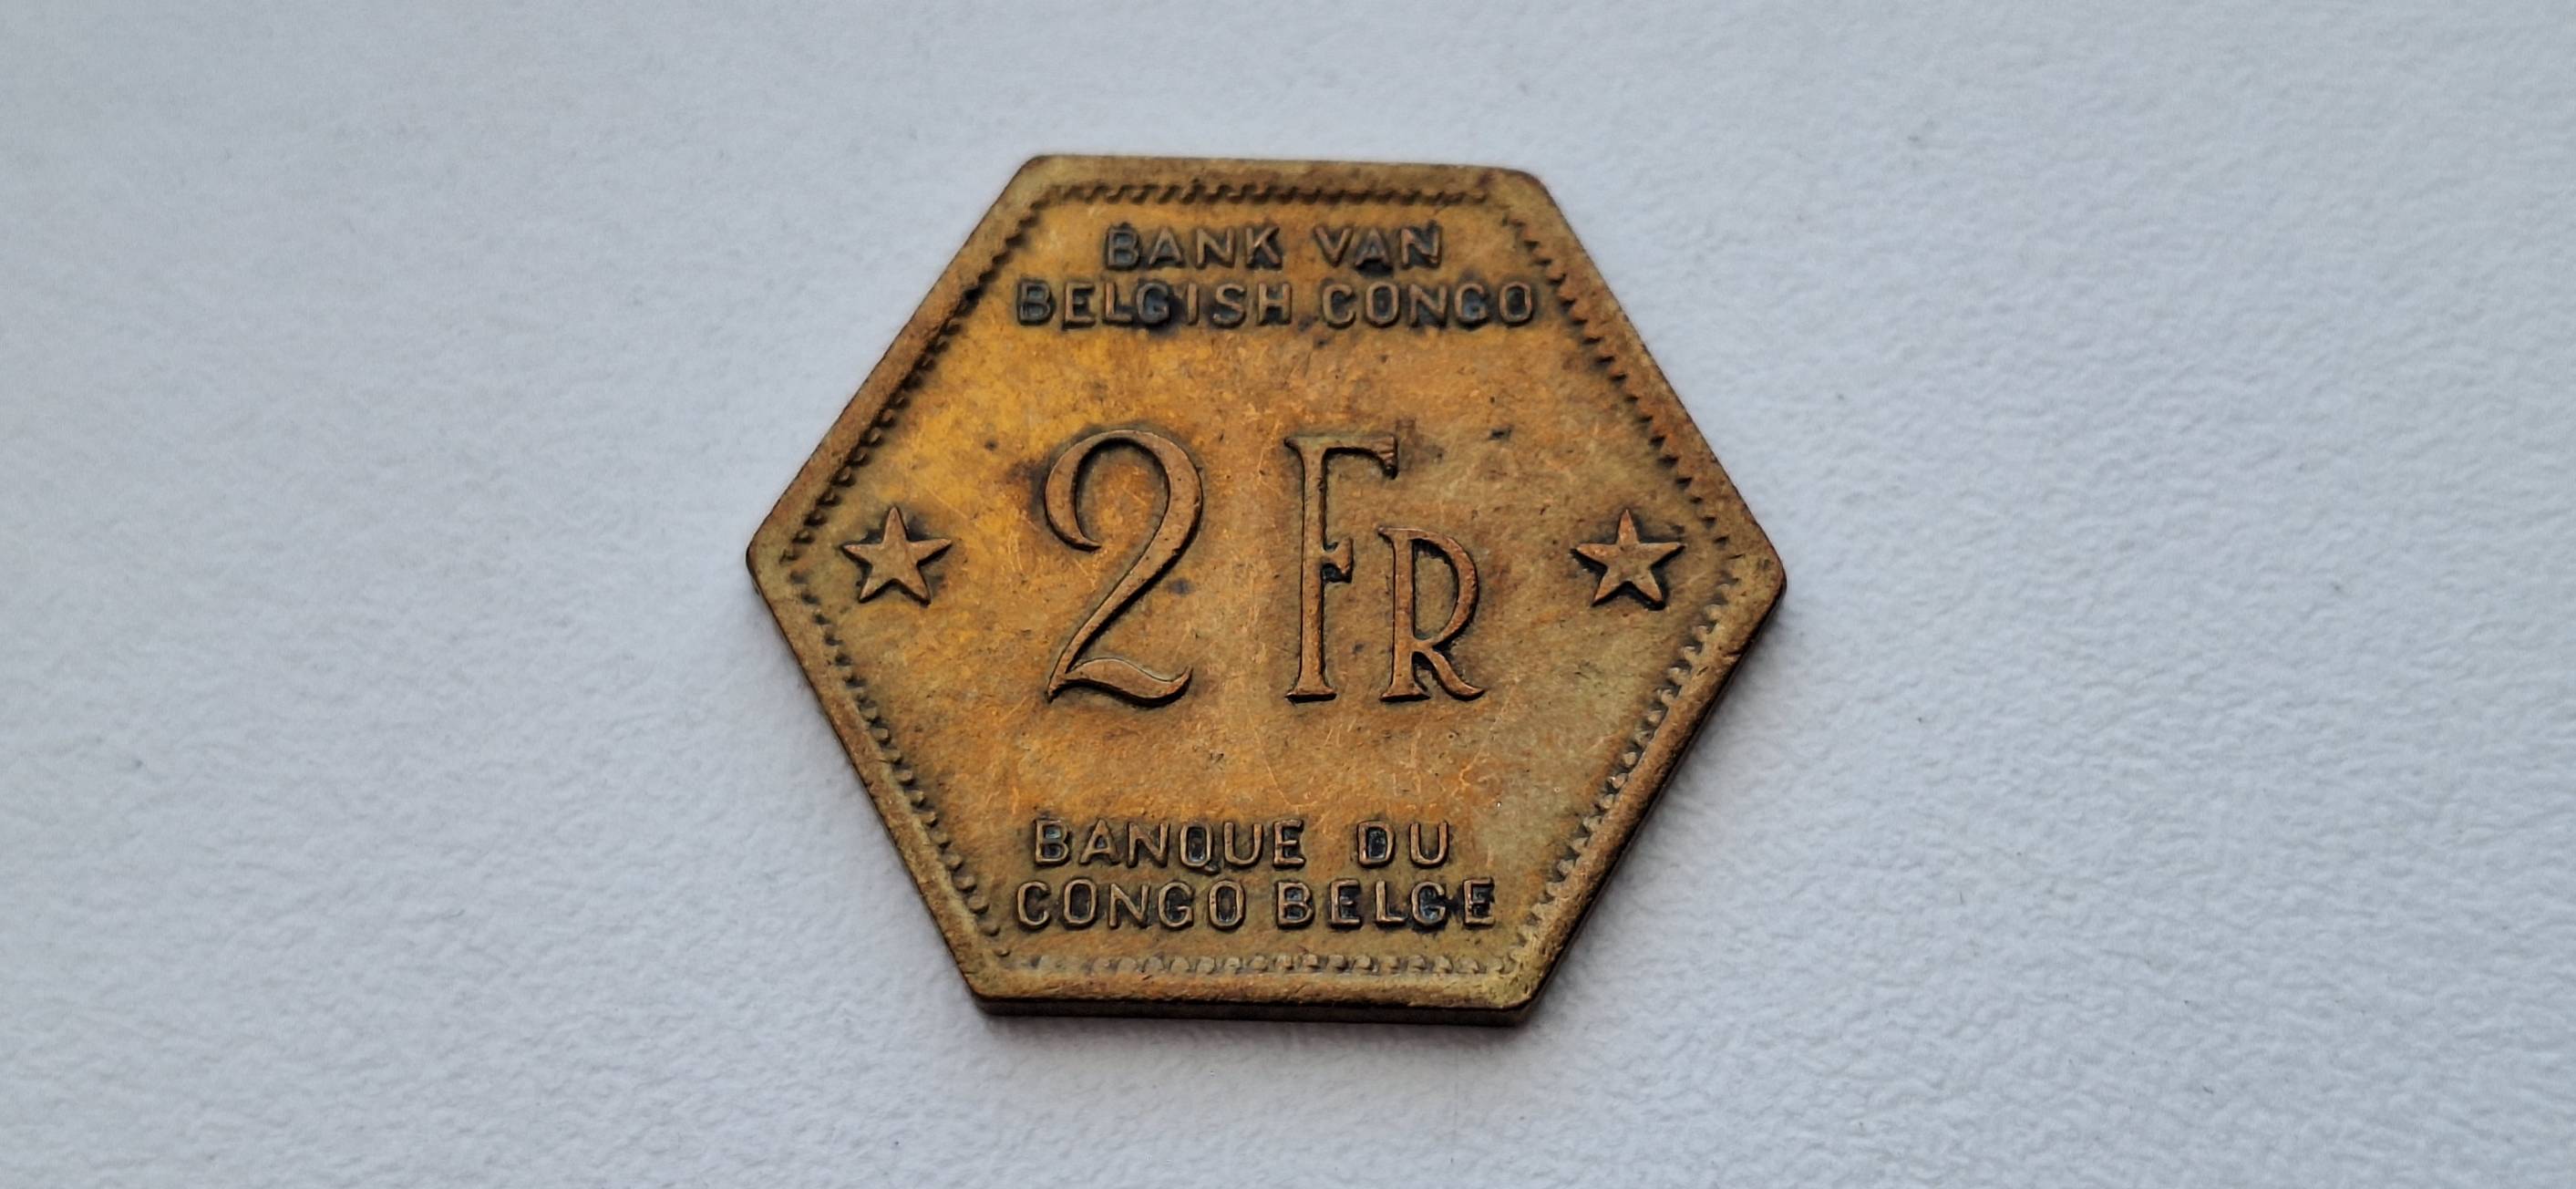 BANK VAN
BELGISH CONGO
2 FR
BANQUE DU
CONGO BELGE